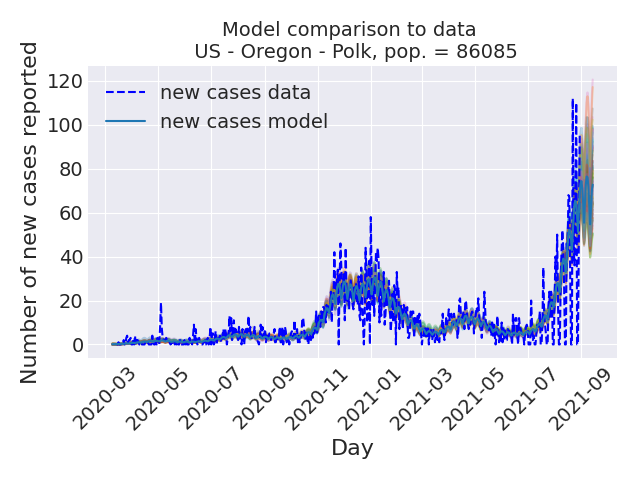 Model comparison to data
US - Oregon - Polk, pop. = 86085
Number of new cases reported
120
100
80
60
40
20
0
new cases data
new cases model
2020-03
2020-05
2020-07
2020-09
2020-11
2021-01
2021-03
2021-05
2021-07
2021-09
Day